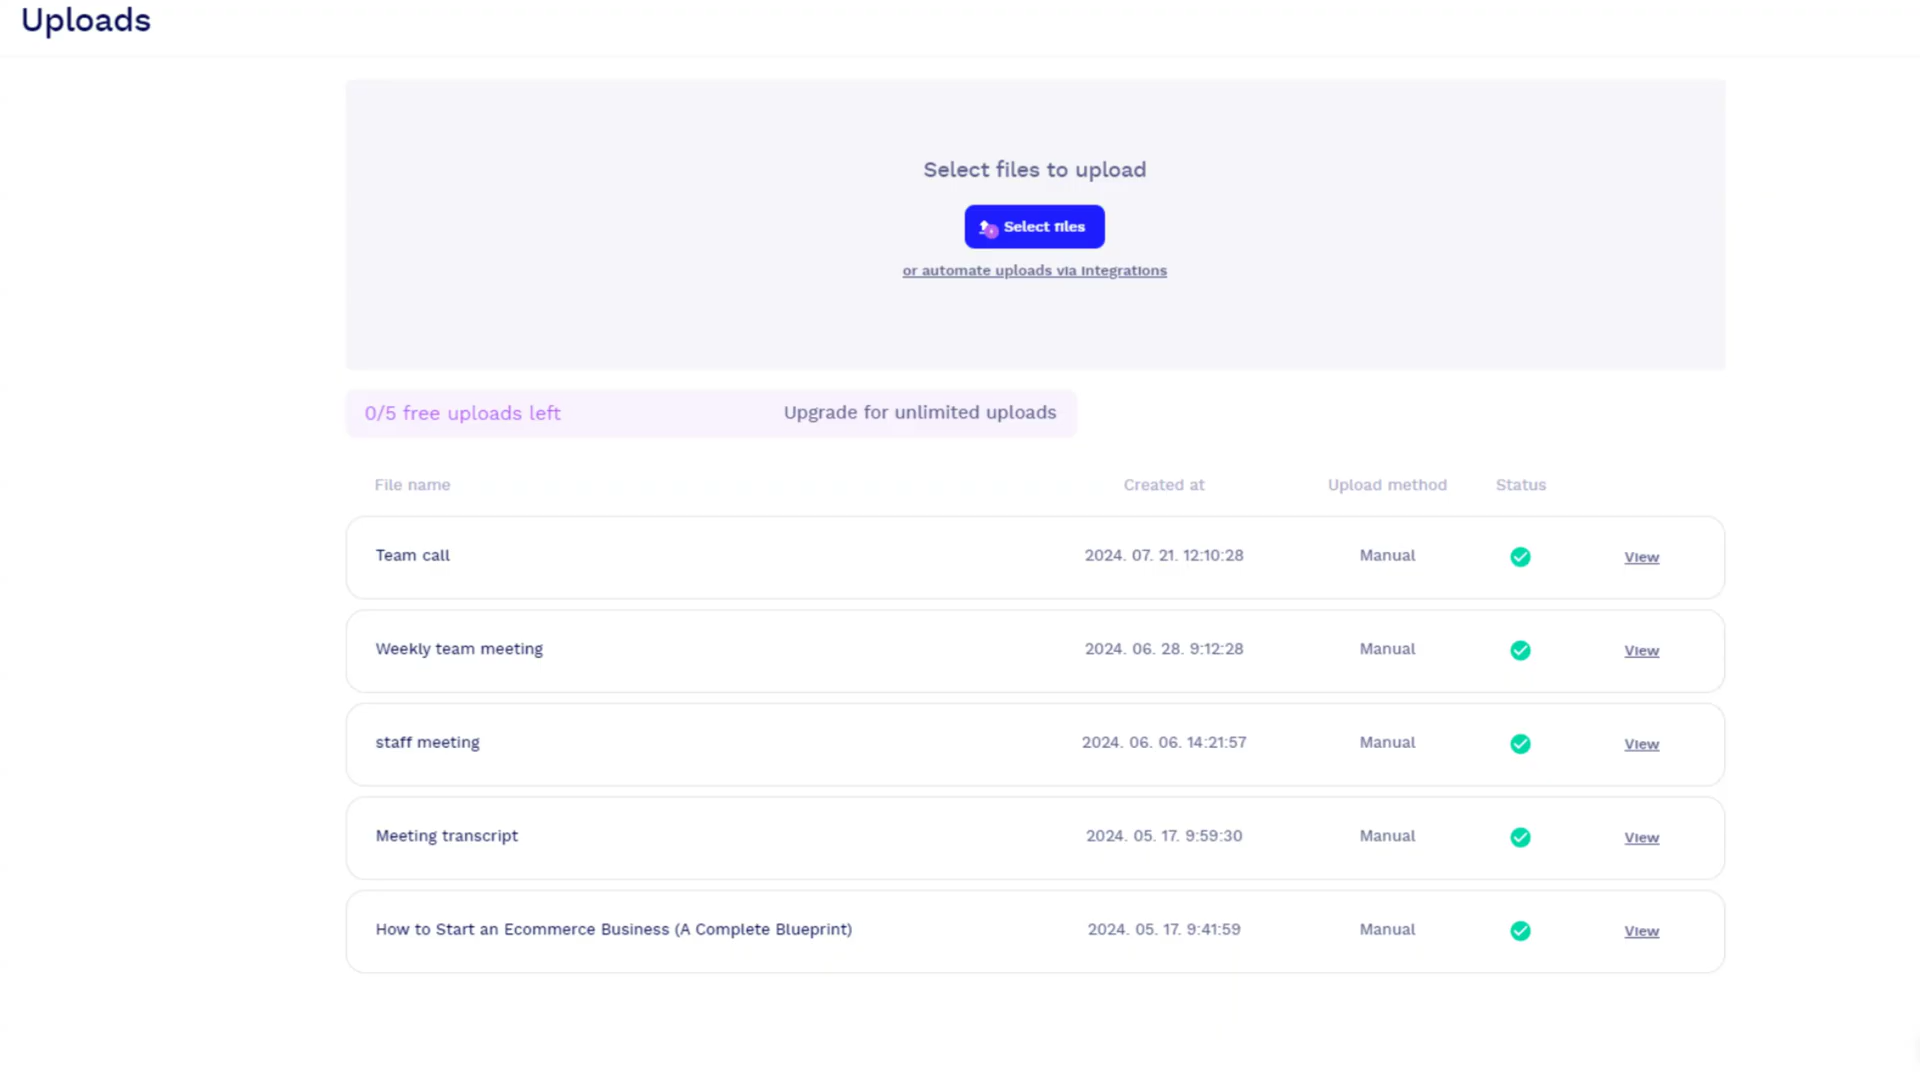 Uploads
Select files to upload
Select files
or automate uploads via integrations
0/5 free uploads left Upgrade for unlimited uploads
File name Created at Upload method Status
Team call 2024. 07. 21. 12:10:28 Manual View
Weekly team meeting 2024. 06. 28. 9:12:28 Manual View
staff meeting 2024. 06. 06. 14:21:57 Manual View
Meeting transcript 2024. 05. 17. 9:59:30 Manual View
How to Start an Ecommerce Business (A Complete Blueprint) 2024. 05. 17. 9:41:59 Manual View